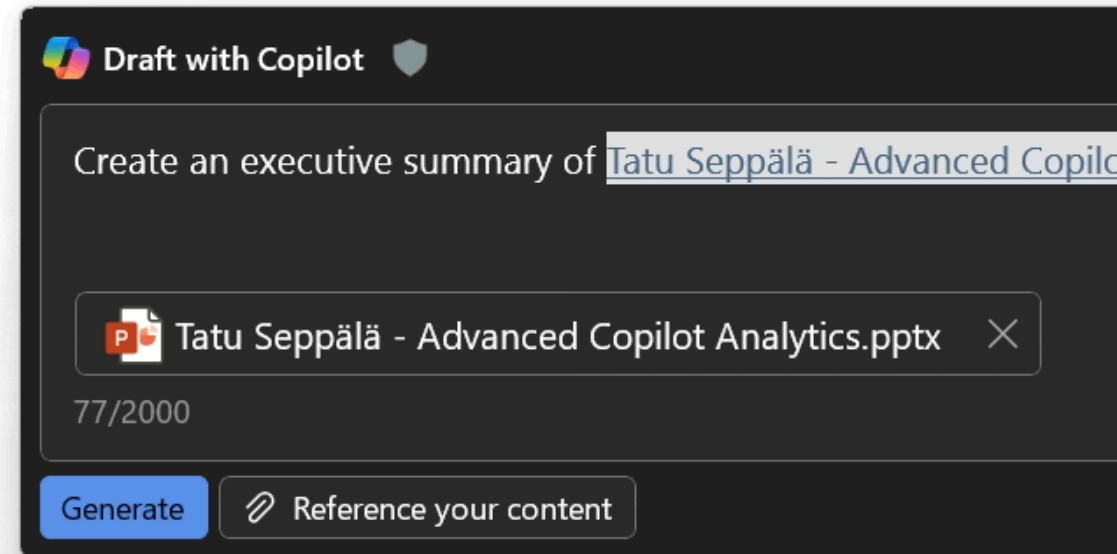 Draft with Copilot
Create an executive summary of Tatu Seppälä - Advanced
P Tatu Seppälä - Advanced Copilot Analytics.pptx
77/2000
Generate Reference your content